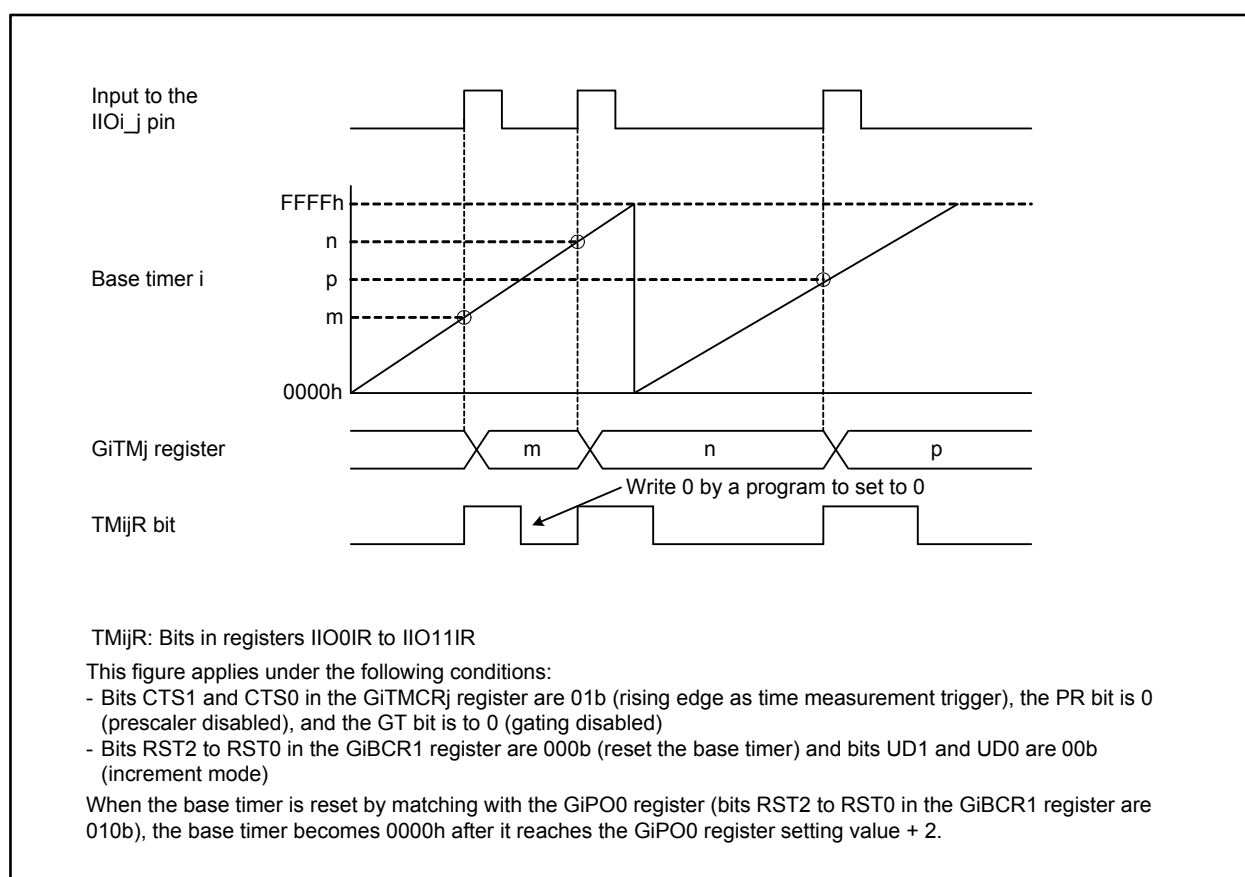 Input to the
IIOi_j pin
FFFFh
n
Base timer i
p
m
0000h
GiTMj register
m
n
p
Write 0 by a program to set to 0
TMijR bit
TMijR: Bits in registers IIO0IR to IIO11IR
This figure applies under the following conditions:
- Bits CTS1 and CTS0 in the GiTMCRj register are 01b (rising edge as time measurement trigger), the PR bit is 0
(prescaler disabled), and the GT bit is to 0 (gating disabled)
- Bits RST2 to RST0 in the GiBCR1 register are 000b (reset the base timer) and bits UD1 and UD0 are 00b
(increment mode)
When the base timer is reset by matching with the GiPO0 register (bits RST2 to RST0 in the GiBCR1 register are
010b), the base timer becomes 0000h after it reaches the GiPO0 register setting value + 2.